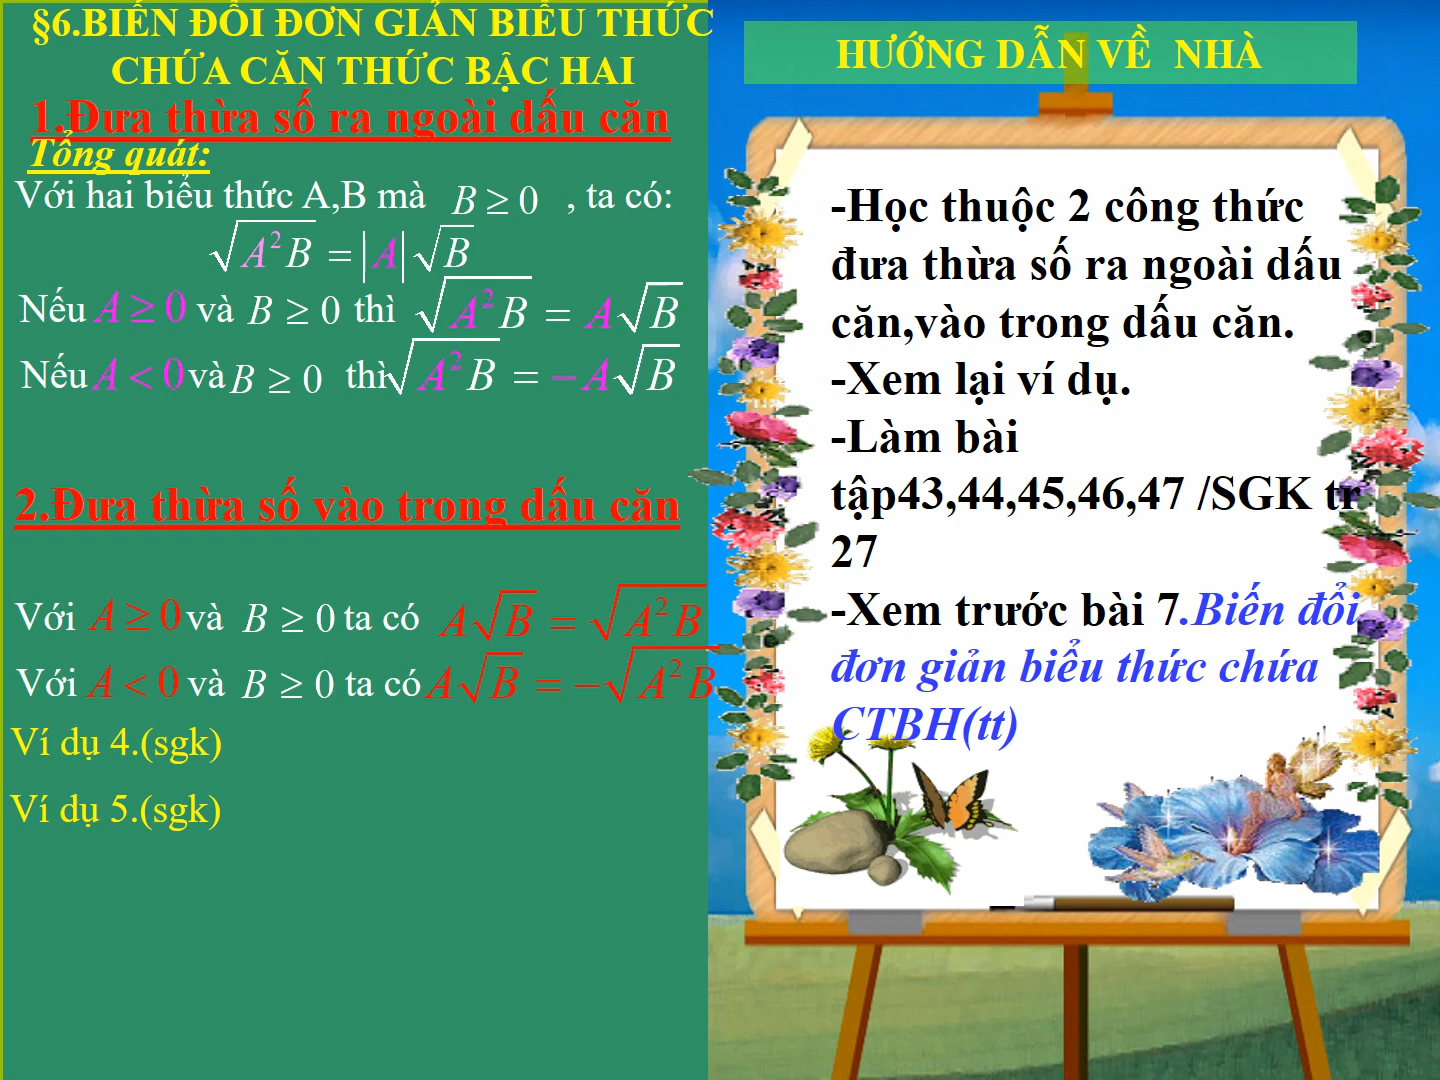 §6.BIẾN ĐỔI ĐƠN GIẢN BIỂU THỨC
CHỨA CĂN THỨC BẬC HAI
1.Đưa thừa số ra ngoài dấu căn
Tổng quát:
Với hai biểu thức A,B mà B ≥ 0 , ta có:
√(A²B) = |A|√B
Nếu A ≥ 0 và B ≥ 0 thì √(A²B) = A√B
Nếu A < 0 và B ≥ 0 thì √(A²B) = −A√B
2.Đưa thừa số vào trong dấu căn
Với A ≥ 0 và B ≥ 0 ta có A√B = √(A²B)
Với A < 0 và B ≥ 0 ta có A√B = −√(A²B)
Ví dụ 4.(sgk)
Ví dụ 5.(sgk)
HƯỚNG DẪN VỀ NHÀ
-Học thuộc 2 công thức
đưa thừa số ra ngoài dấu
căn,vào trong dấu căn.
-Xem lại ví dụ.
-Làm bài
tập43,44,45,46,47 /SGK tr
27
-Xem trước bài 7.Biến đổi
đơn giản biểu thức chứa
CTBH(tt)